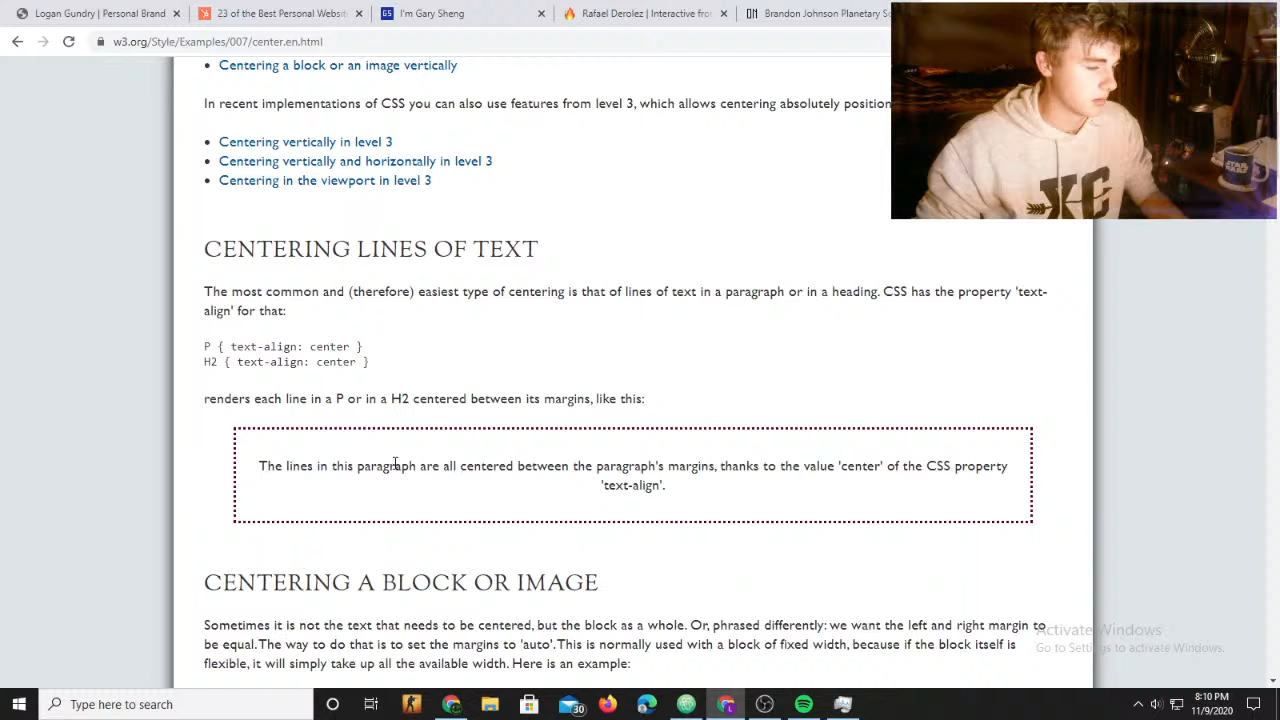 Logan Gundry | Personal Brand
23 of the Best Personal Websit
I'm Gary Sheng
Rafael Derolez | Interactive fro
Brandon Johnson Planetary Sc
w3.org/Style/Examples/007/center.en.html
Centering a block or an image vertically
In recent implementations of CSS you can also use features from level 3, which allows centering absolutely position
Centering vertically in level 3
Centering vertically and horizontally in level 3
Centering in the viewport in level 3
CENTERING LINES OF TEXT
The most common and (therefore) easiest type of centering is that of lines of text in a paragraph or in a heading. CSS has the property 'text-
align' for that:
P { text-align: center }
H2 { text-align: center }
renders each line in a P or in a H2 centered between its margins, like this:
The lines in this paragraph are all centered between the paragraph's margins, thanks to the value 'center' of the CSS property
'text-align'.
CENTERING A BLOCK OR IMAGE
Sometimes it is not the text that needs to be centered, but the block as a whole. Or, phrased differently: we want the left and right margin to
be equal. The way to do that is to set the margins to 'auto'. This is normally used with a block of fixed width, because if the block itself is
flexible, it will simply take up all the available width. Here is an example:
Activate Windows
Go to Settings to activate Windows.
Type here to search
30
8:10 PM
11/9/2020
STAR
WARS